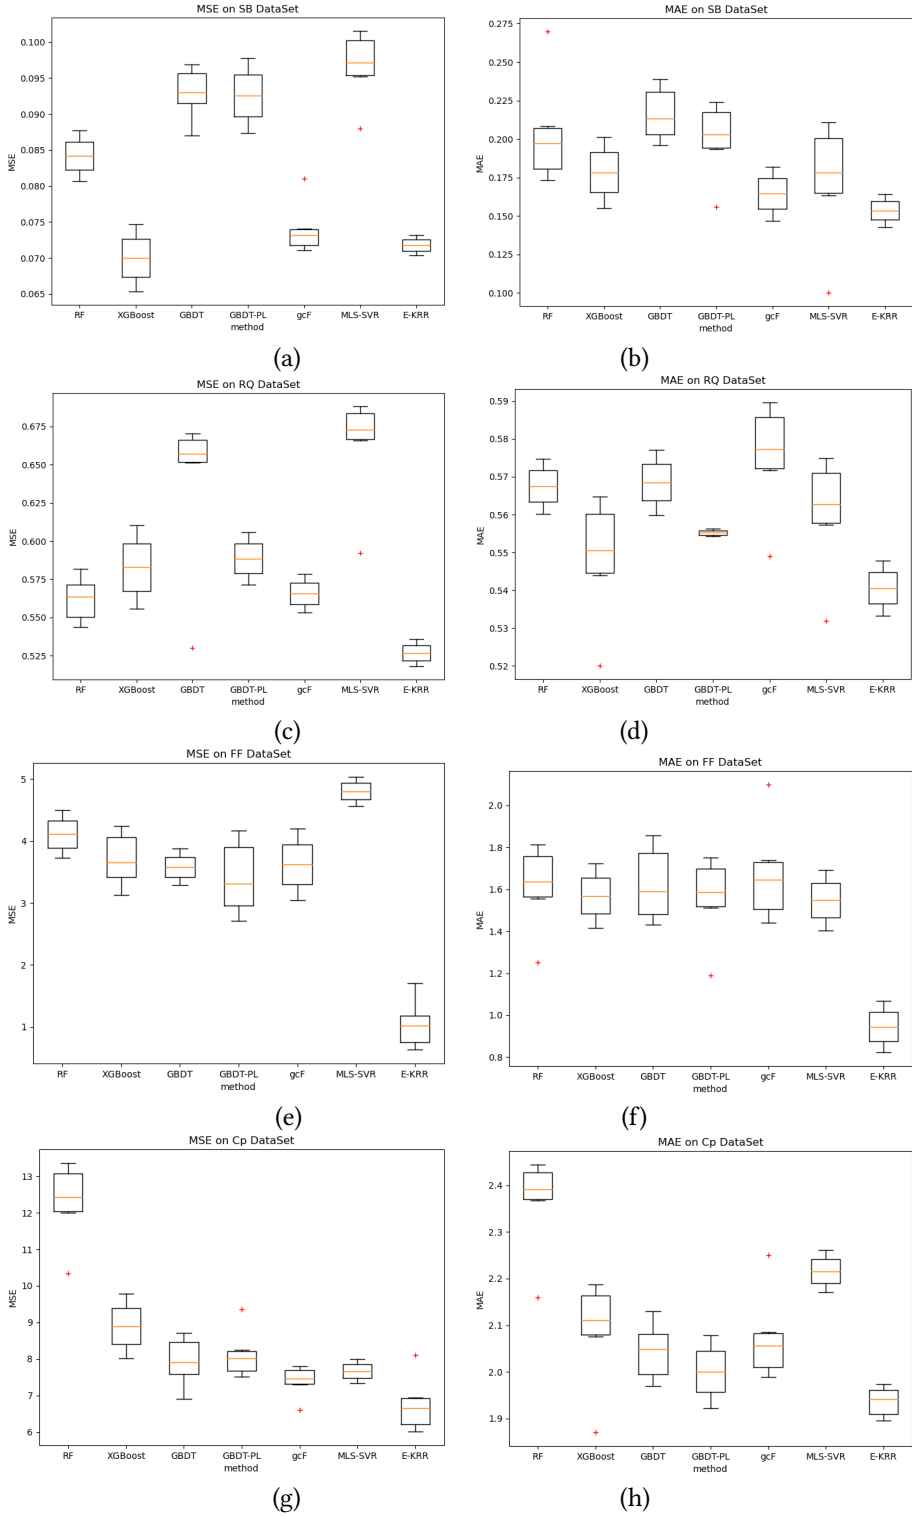 MSE on SB DataSet
MSE
0.100
0.095
0.090
0.085
0.080
0.075
0.070
0.065
RF XGBoost GBDT GBDT-PL gcF MLS-SVR E-KRR
method
(a)
MAE on SB DataSet
MAE
0.275
0.250
0.225
0.200
0.175
0.150
0.125
0.100
RF XGBoost GBDT GBDT-PL gcF MLS-SVR E-KRR
method
(b)
MSE on RQ DataSet
MSE
0.675
0.650
0.625
0.600
0.575
0.550
0.525
RF XGBoost GBDT GBDT-PL gcF MLS-SVR E-KRR
method
(c)
MAE on RQ DataSet
MAE
0.59
0.58
0.57
0.56
0.55
0.54
0.53
0.52
RF XGBoost GBDT GBDT-PL gcF MLS-SVR E-KRR
method
(d)
MSE on FF DataSet
MSE
5
4
3
2
1
RF XGBoost GBDT GBDT-PL gcF MLS-SVR E-KRR
method
(e)
MAE on FF DataSet
MAE
2.0
1.8
1.6
1.4
1.2
1.0
0.8
RF XGBoost GBDT GBDT-PL gcF MLS-SVR E-KRR
method
(f)
MSE on Cp DataSet
MSE
13
12
11
10
9
8
7
6
RF XGBoost GBDT GBDT-PL gcF MLS-SVR E-KRR
method
(g)
MAE on Cp DataSet
MAE
2.4
2.3
2.2
2.1
2.0
1.9
RF XGBoost GBDT GBDT-PL gcF MLS-SVR E-KRR
method
(h)